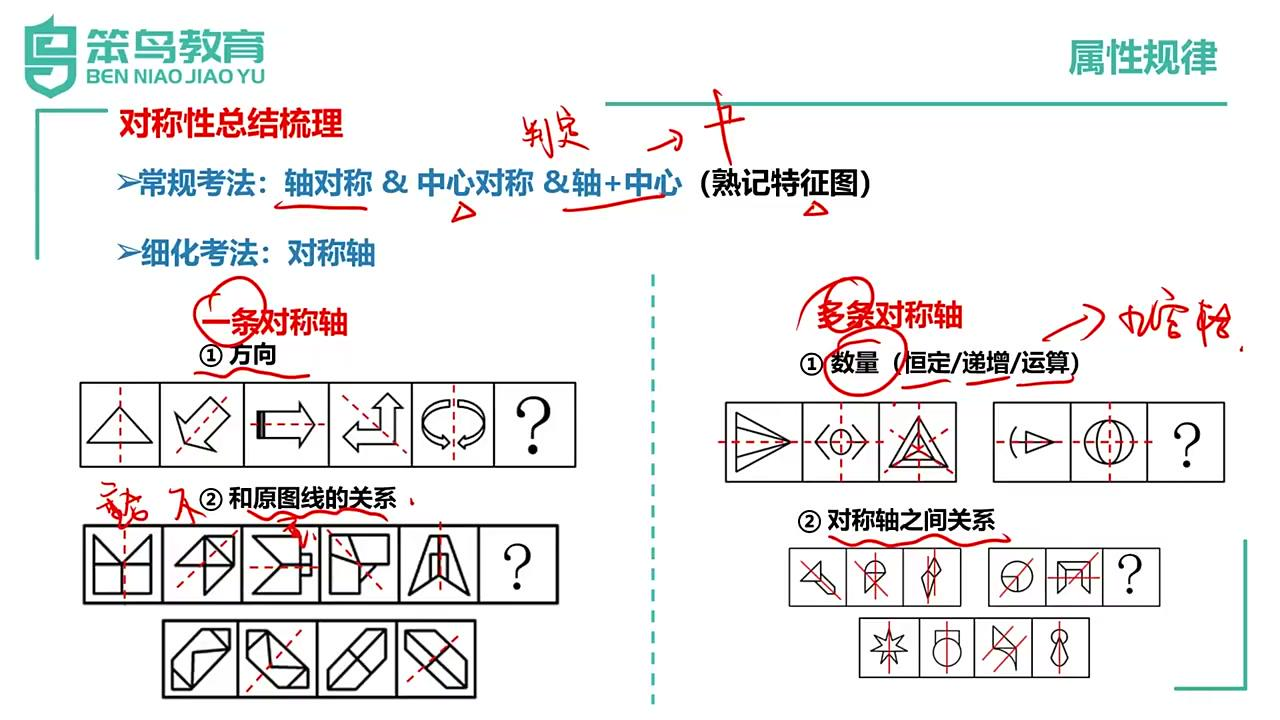 笨鸟教育
BEN NIAO JIAO YU
属性规律
对称性总结梳理
判定
➢常规考法：轴对称 & 中心对称 &轴+中心（熟记特征图）
➢细化考法：对称轴
一条对称轴
① 方向
?
② 和原图线的关系
?
多条对称轴
① 数量（恒定/递增/运算）
?
② 对称轴之间关系
?